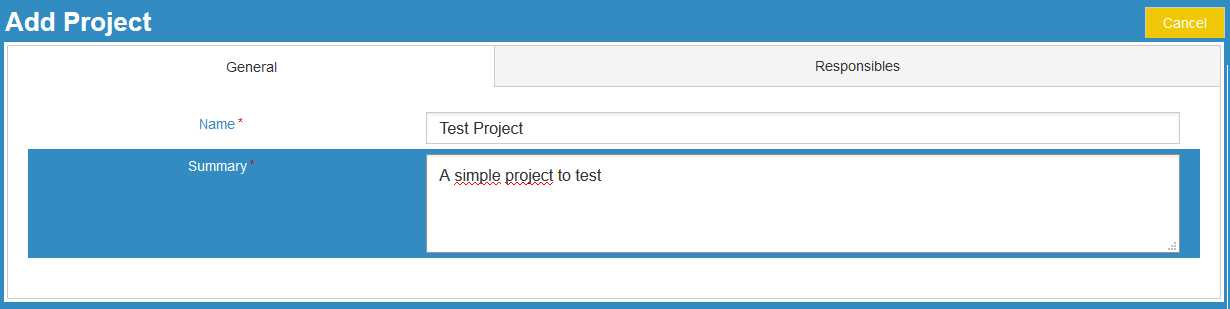 Add Project
Cancel
General
Responsibles
Name *
Test Project
Summary *
A simple project to test